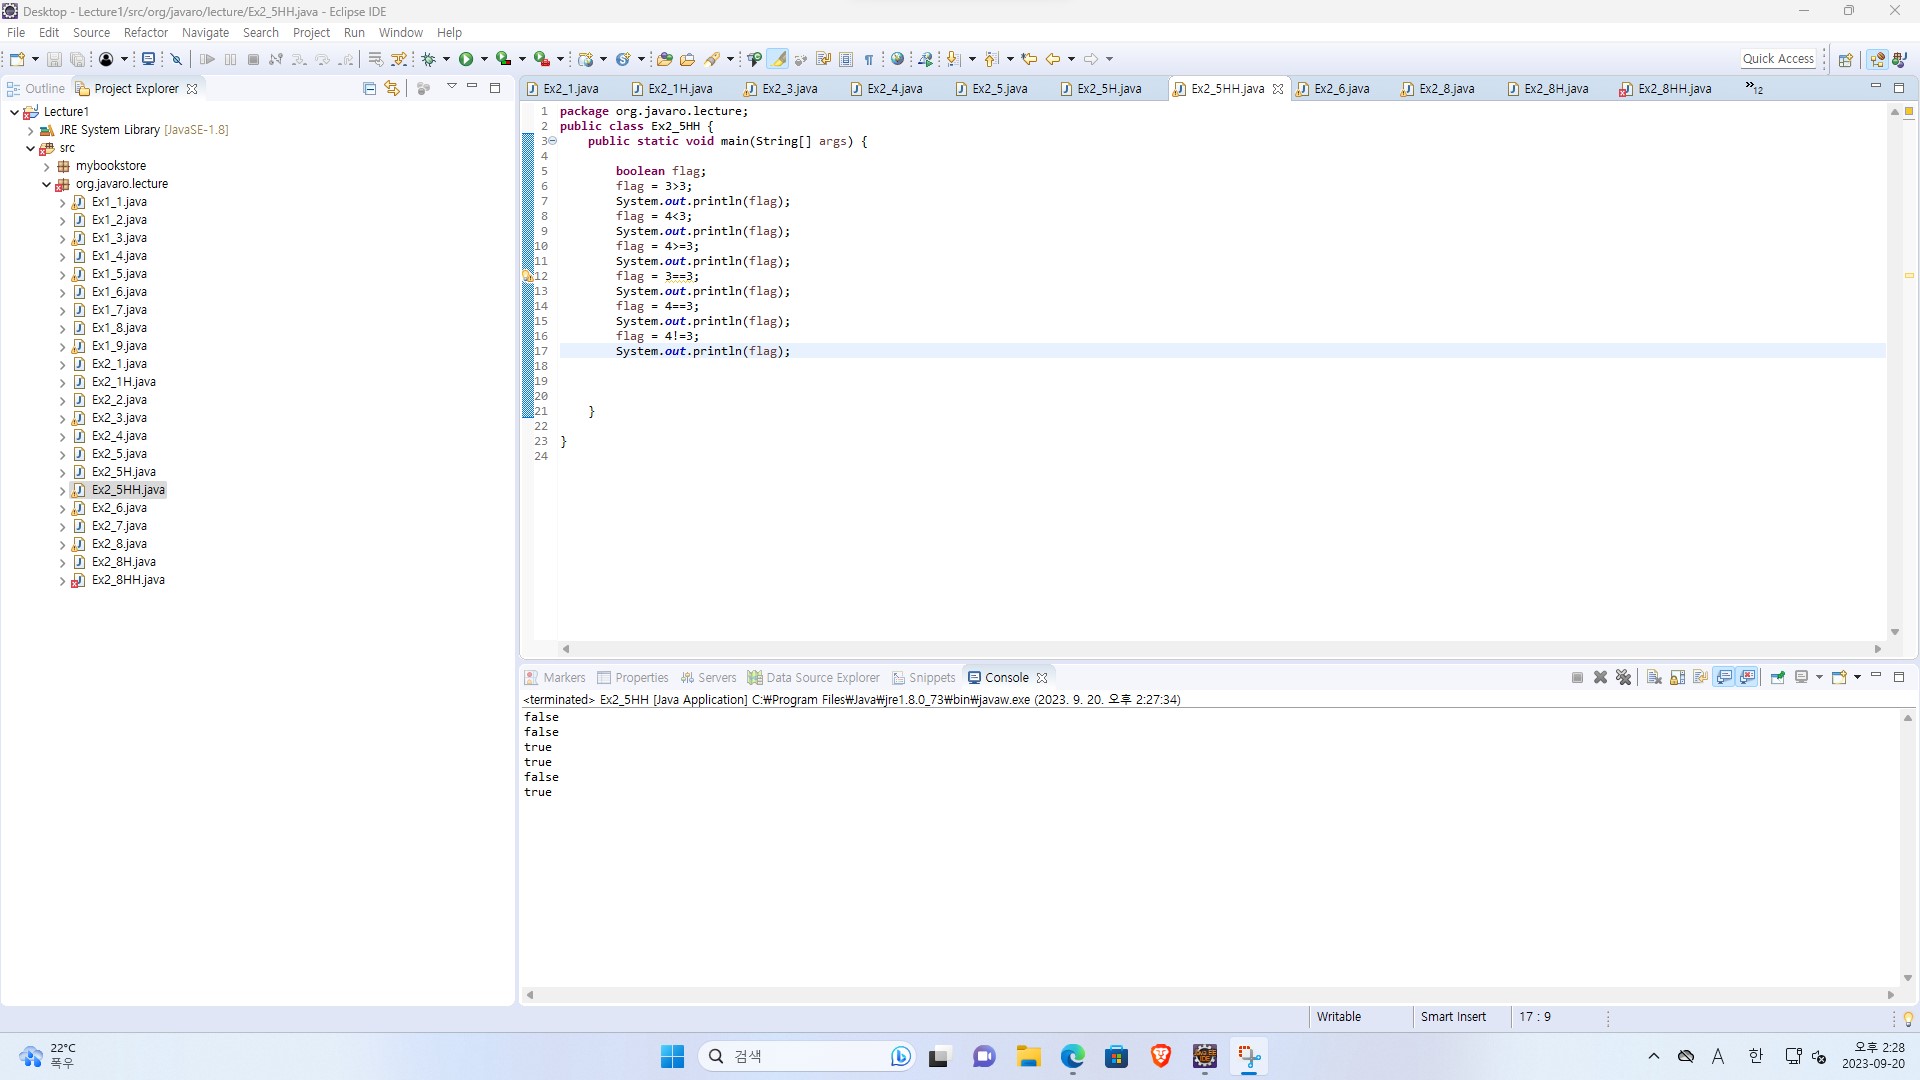 Desktop - Lecture1/src/org/javaro/lecture/Ex2_5HH.java - Eclipse IDE
File Edit Source Refactor Navigate Search Project Run Window Help
Quick Access
Outline Project Explorer
Lecture1
JRE System Library [JavaSE-1.8]
src
mybookstore
org.javaro.lecture
Ex1_1.java
Ex1_2.java
Ex1_3.java
Ex1_4.java
Ex1_5.java
Ex1_6.java
Ex1_7.java
Ex1_8.java
Ex1_9.java
Ex2_1.java
Ex2_1H.java
Ex2_2.java
Ex2_3.java
Ex2_4.java
Ex2_5.java
Ex2_5H.java
Ex2_5HH.java
Ex2_6.java
Ex2_7.java
Ex2_8.java
Ex2_8H.java
Ex2_8HH.java
Ex2_1.java Ex2_1H.java Ex2_3.java Ex2_4.java Ex2_5.java Ex2_5H.java Ex2_5HH.java Ex2_6.java Ex2_8.java Ex2_8H.java Ex2_8HH.java »12
1 package org.javaro.lecture;
2 public class Ex2_5HH {
3 public static void main(String[] args) {
4
5 boolean flag;
6 flag = 3>3;
7 System.out.println(flag);
8 flag = 4<3;
9 System.out.println(flag);
10 flag = 4>=3;
11 System.out.println(flag);
12 flag = 3==3;
13 System.out.println(flag);
14 flag = 4==3;
15 System.out.println(flag);
16 flag = 4!=3;
17 System.out.println(flag);
18
19
20
21 }
22
23 }
24
Markers Properties Servers Data Source Explorer Snippets Console
<terminated> Ex2_5HH [Java Application] C:₩Program Files₩Java₩jre1.8.0_73₩bin₩javaw.exe (2023. 9. 20. 오후 2:27:34)
false
false
true
true
false
true
Writable Smart Insert 17 : 9
22°C
폭우
검색
A 한
오후 2:28
2023-09-20